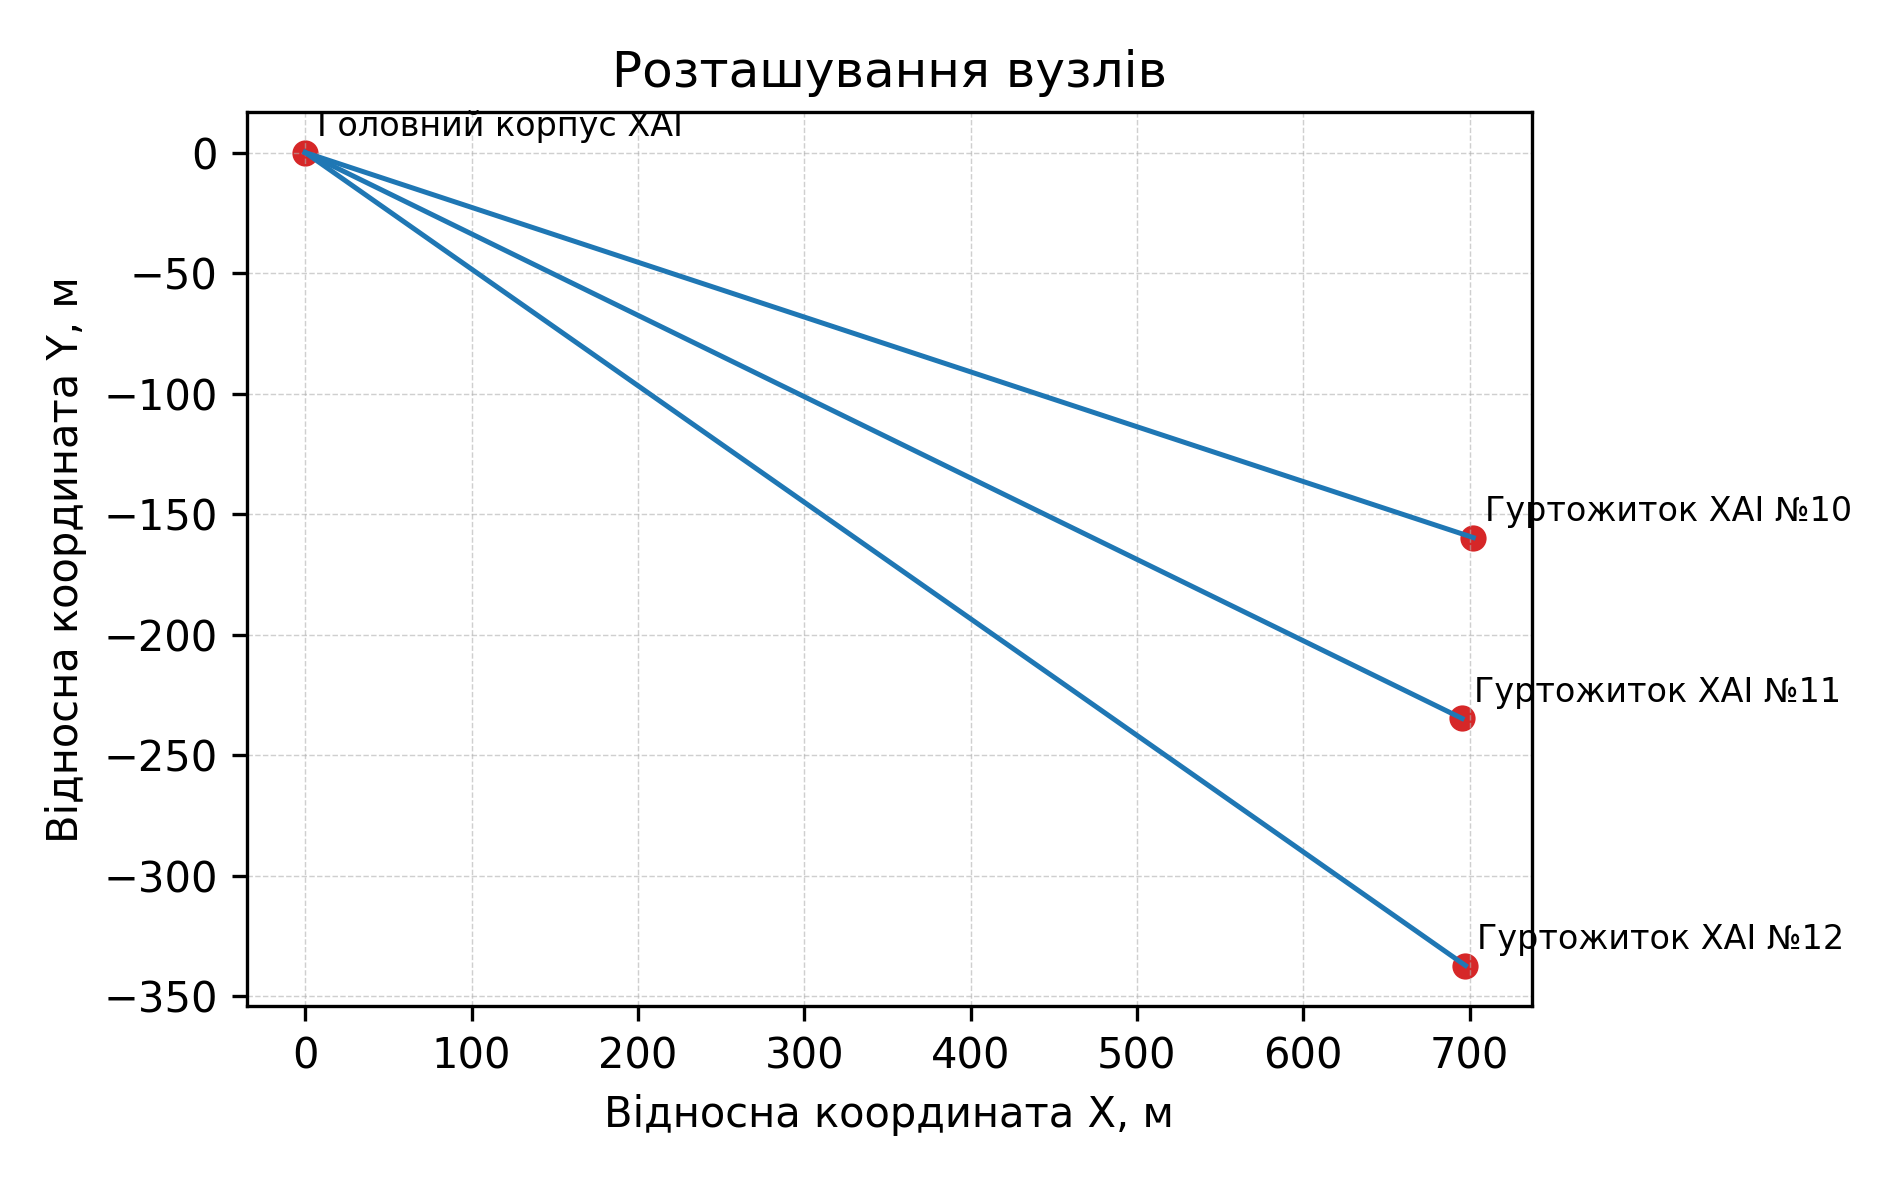 Розташування вузлів
Головний корпус ХАІ
0
−50
−100
−150
−200
−250
−300
−350
Відносна координата Y, м
Гуртожиток ХАІ №10
Гуртожиток ХАІ №11
Гуртожиток ХАІ №12
0 100 200 300 400 500 600 700
Відносна координата X, м